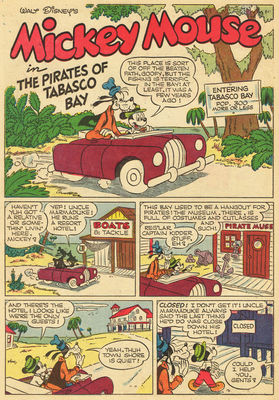 WALT DISNEY'S
Mickey Mouse
in
THE PIRATES OF
TABASCO
BAY
THIS PLACE IS SORT
OF OFF THE BEATEN
PATH, GOOFY, BUT THE
FISHING IS TERRIFIC
IN THE BAY! AT
LEAST, IT WAS A
FEW YEARS
AGO!
ENTERING
TABASCO BAY
POP. 300
MORE OR LESS
HAVEN'T
YUH GOT
A RELATIVE
OR SOME-
THIN' LIVIN'
HERE,
MICKEY?
YEP! UNCLE
MARMADUKE!
HE RUNS
A RESORT
HOTEL!
BOATS
TACKLE
THIS BAY USED TO BE A HANGOUT FOR
PIRATES! THE MUSEUM, THERE, IS
FULL OF COSTUMES AND CUTLASSES
AND SUCH!
REG'LAR
CAPTAIN KIDDER
STUFF,
EH?
PIRATE MUSE
AND THERE'S THE
HOTEL! LOOKS LIKE
WE'RE THE ONLY
GUESTS!
YEAH, THUH
TOWN SHORE
IS QUIET!
CLOSED! I DON'T GET IT! UNCLE
MARMADUKE ALWAYS
SAID THE LAST THING
HE'D DO WAS CLOSE
DOWN HIS
HOTEL!
CLOSED
COULD I
HELP YOU,
GENTS?